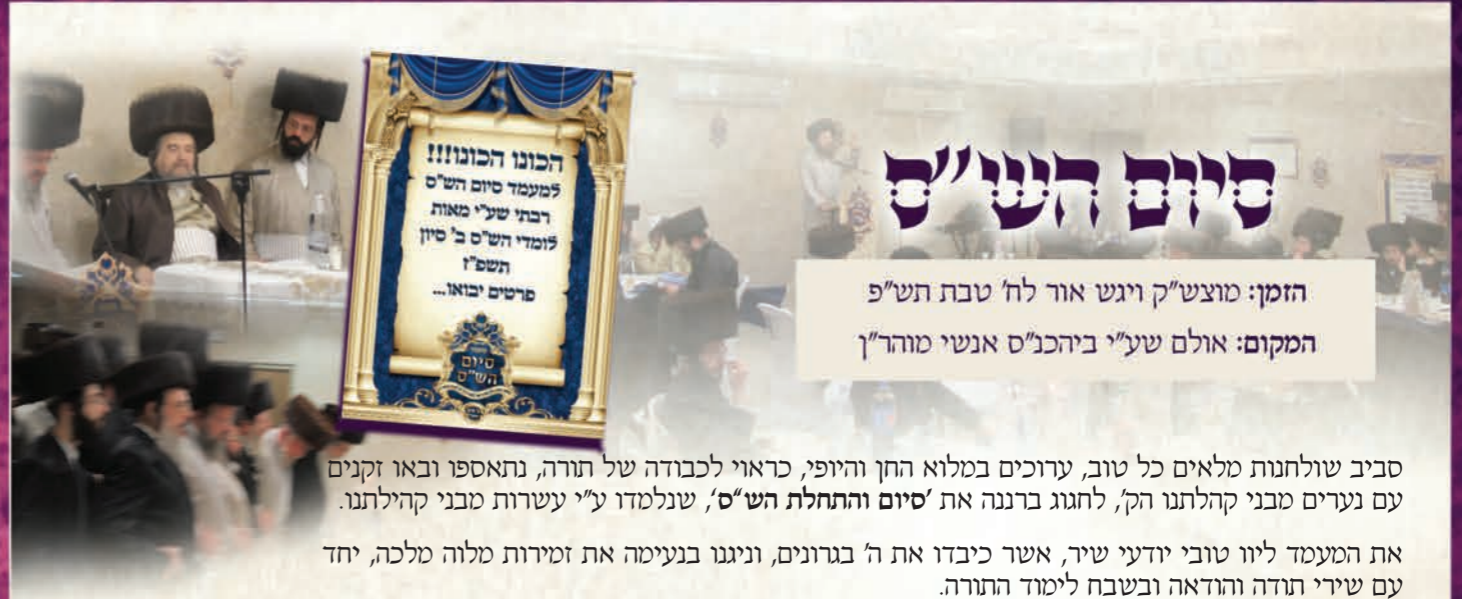 סיום הש״ס
הזמן: מוצש״ק ויגש אור לח׳ טבת תש״פ
המקום: אולם שע״י ביהכנ״ס אנשי מוהר״ן
הכונו הכונו!!!
למעמד סיום הש״ס
רבתי שע״י מאות
לומדי הש״ס ב׳ סיון
תשפ״ז
פרטים יבואו...
סיום
הש״ס
סביב שולחנות מלאים כל טוב, ערוכים במלוא החן והיופי, כראוי לכבודה של תורה, נתאספו ובאו זקנים
עם נערים מבני קהלתנו הק׳, לחגוג ברננה את ׳סיום והתחלת הש״ס׳, שנלמדו ע״י עשרות מבני קהילתנו.
את המעמד ליוו טובי יודעי שיר, אשר כיבדו את ה׳ בגרונים, וניגנו בנעימה את זמירות מלוה מלכה, יחד
עם שירי תודה והודאה ובשבח לימוד התורה.